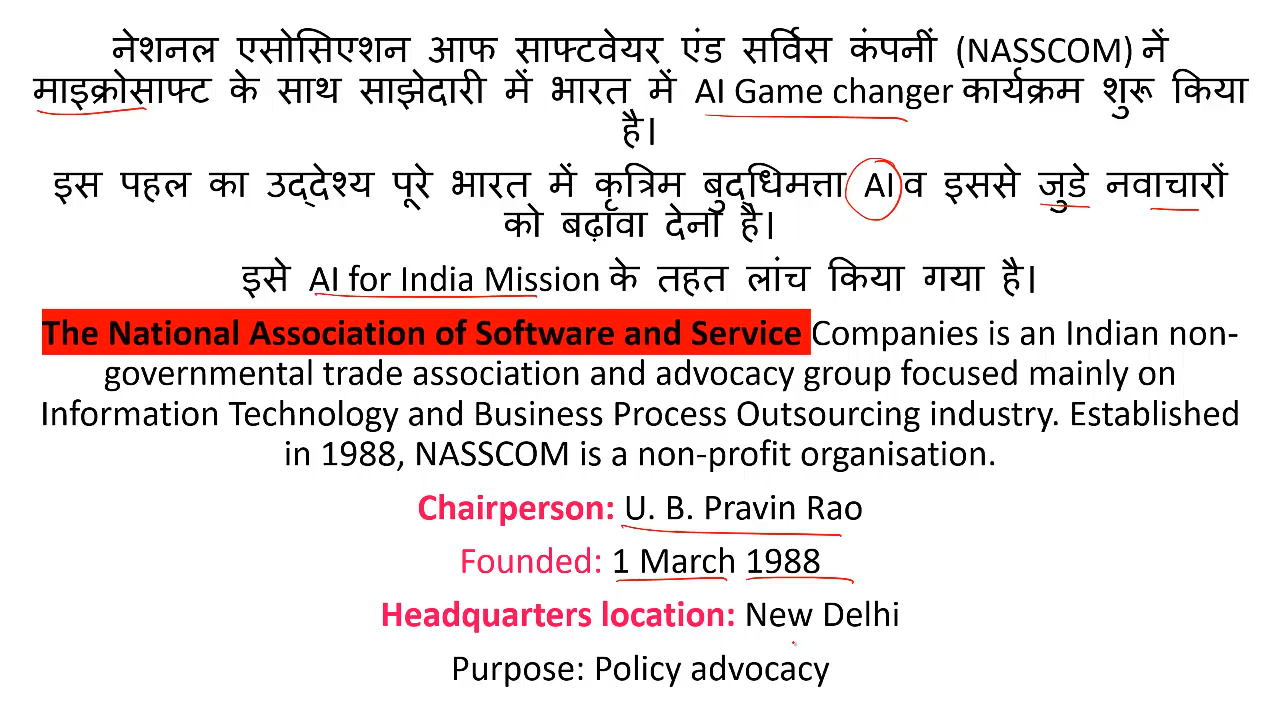 नेशनल एसोसिएशन आफ साफ्टवेयर एंड सर्विस कंपनीं (NASSCOM) नें
माइक्रोसाफ्ट के साथ साझेदारी में भारत में AI Game changer कार्यक्रम शुरू किया
है।
इस पहल का उद्देश्य पूरे भारत में कृत्रिम बुद्धिमत्ता AI व इससे जुडे नवाचारों
को बढ़ावा देना है।
इसे AI for India Mission के तहत लांच किया गया है।
The National Association of Software and Service Companies is an Indian non-
governmental trade association and advocacy group focused mainly on
Information Technology and Business Process Outsourcing industry. Established
in 1988, NASSCOM is a non-profit organisation.
Chairperson: U. B. Pravin Rao
Founded: 1 March 1988
Headquarters location: New Delhi
Purpose: Policy advocacy